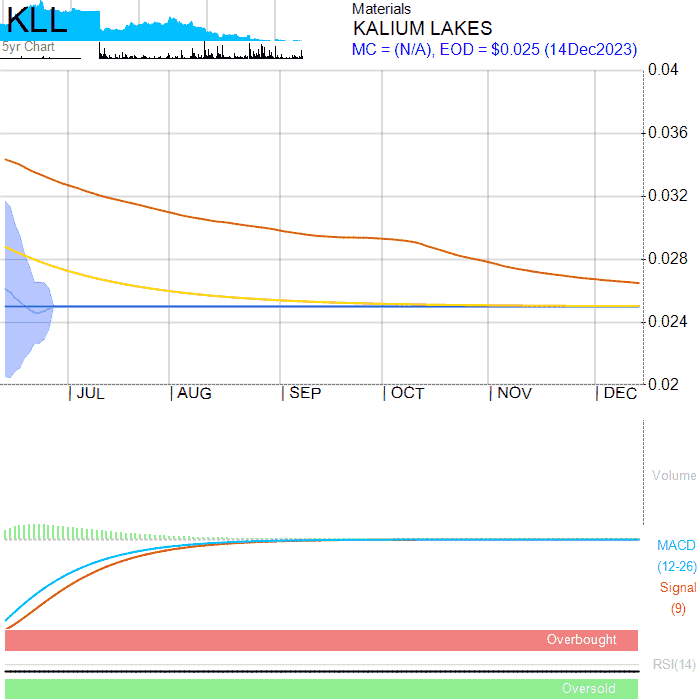 KLL
5yr Chart
Materials
KALIUM LAKES
MC = (N/A), EOD = $0.025 (14Dec2023)
0.04
0.036
0.032
0.028
0.024
0.02
JUL AUG SEP OCT NOV DEC
Volume
MACD
(12-26)
Signal
(9)
Overbought
RSI(14)
Oversold